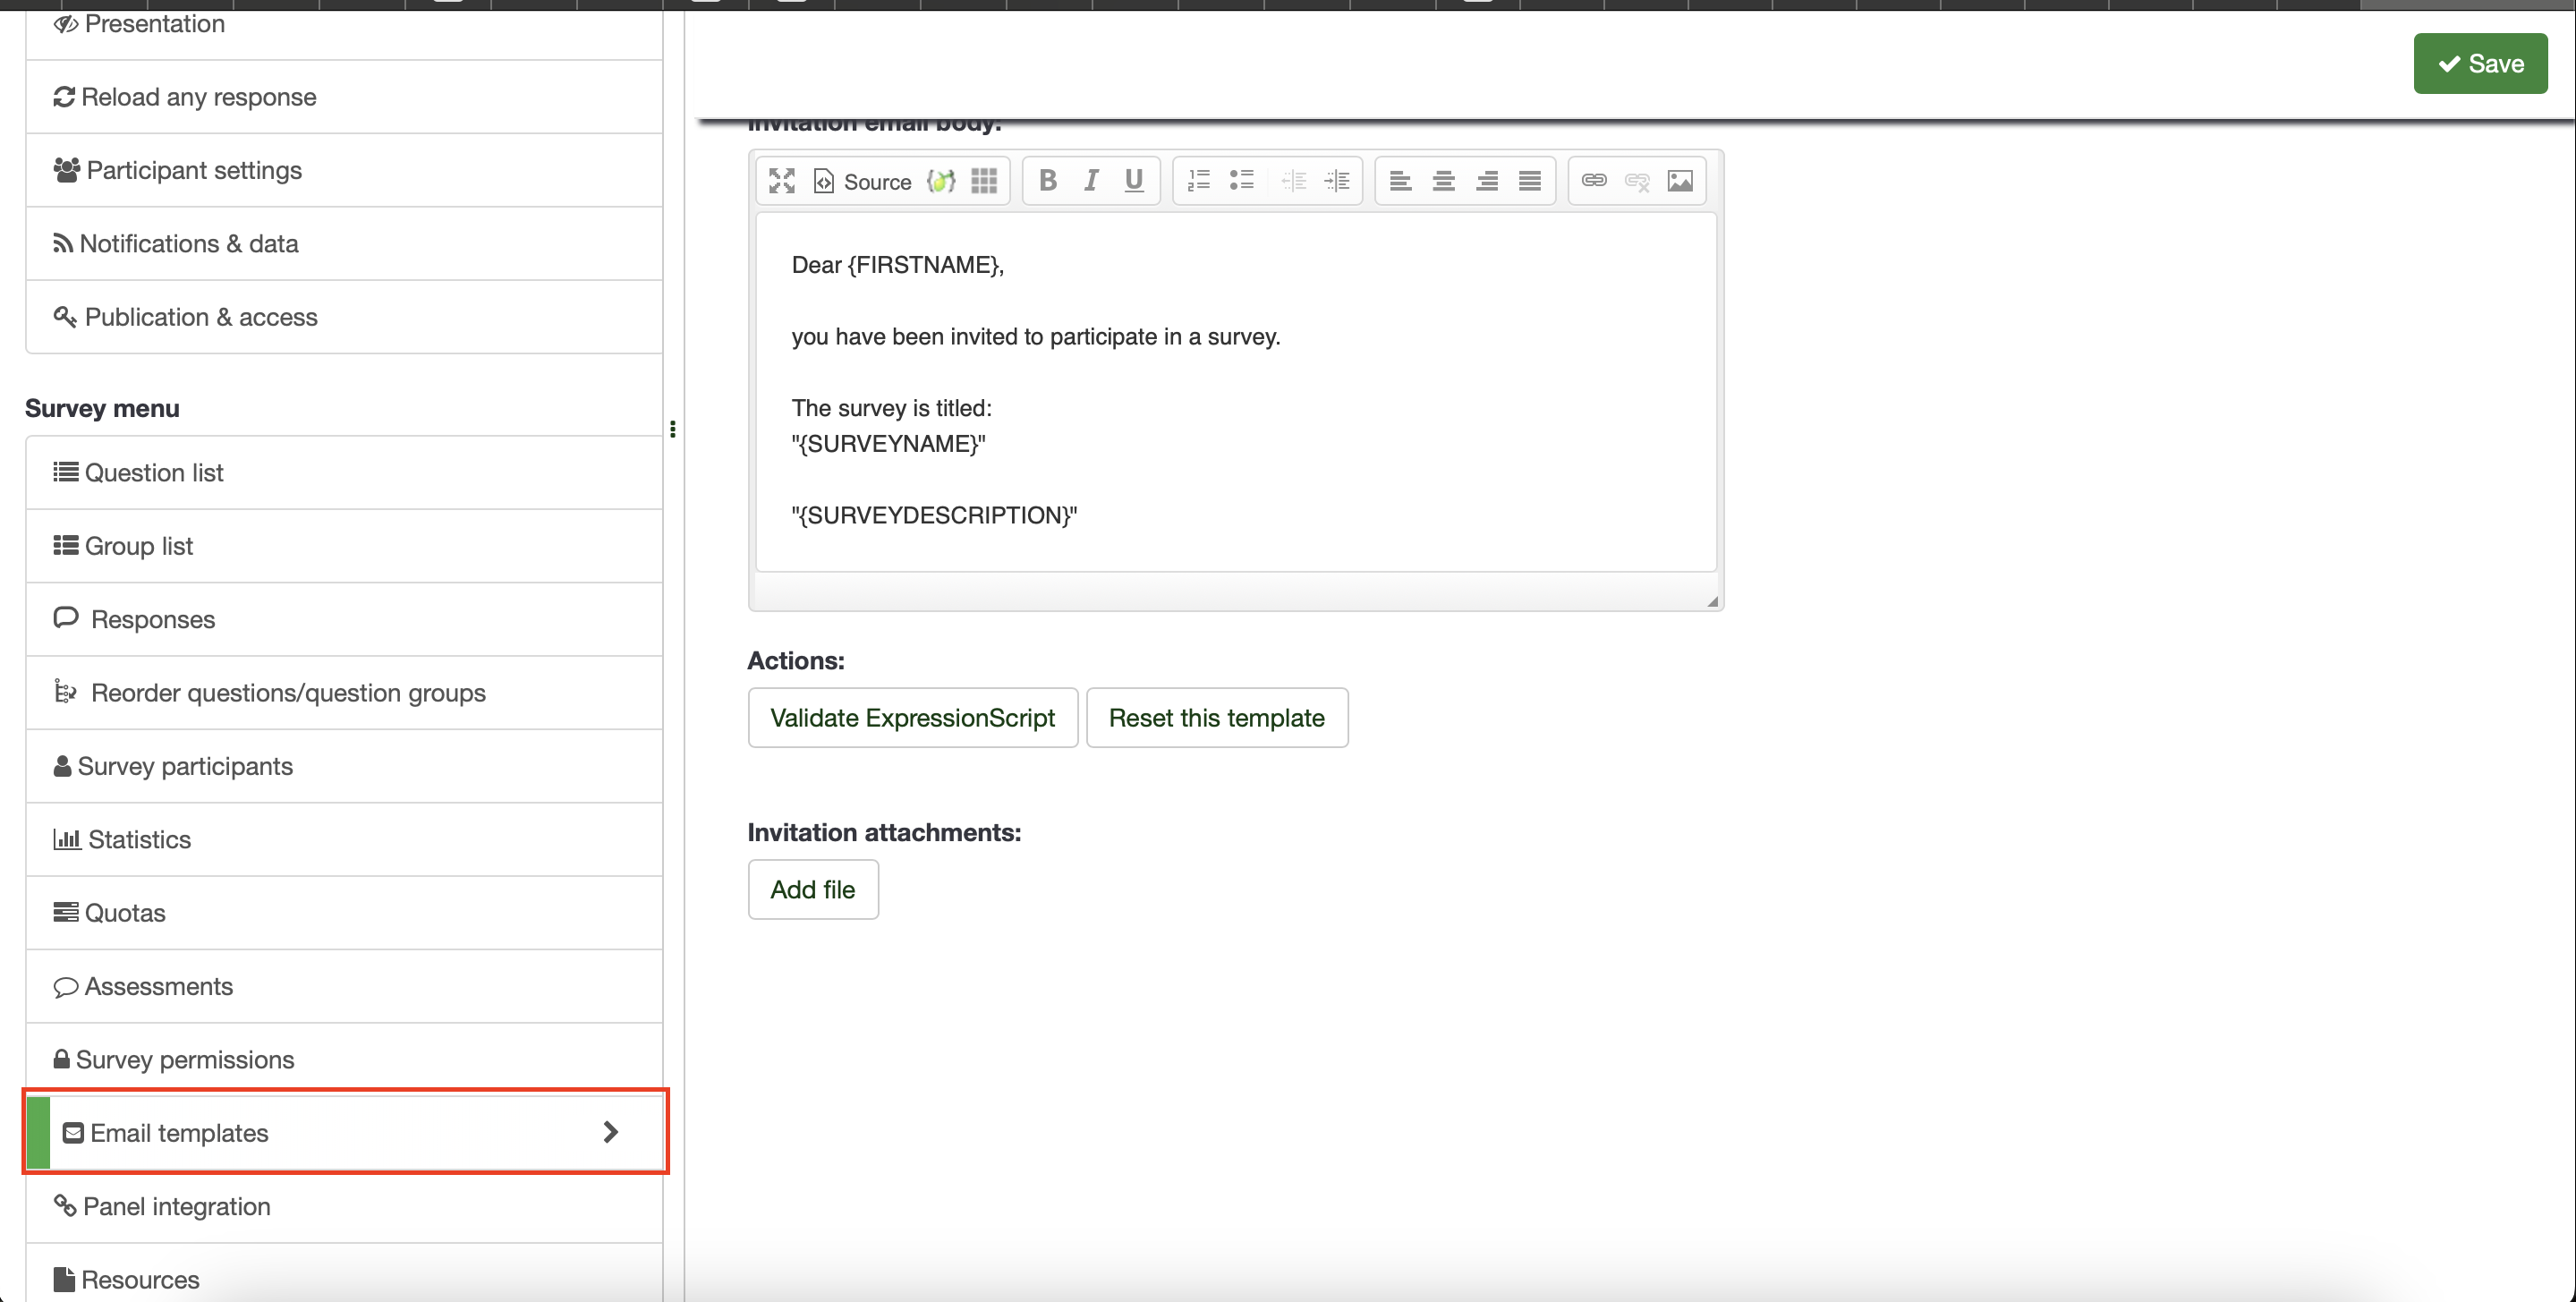 Presentation
Reload any response
Participant settings
Notifications & data
Publication & access
Survey menu
Question list
Group list
Responses
Reorder questions/question groups
Survey participants
Statistics
Quotas
Assessments
Survey permissions
Email templates
Panel integration
Resources
Save
Invitation email body:
Source B I U
Dear {FIRSTNAME},
you have been invited to participate in a survey.
The survey is titled:
"{SURVEYNAME}"
"{SURVEYDESCRIPTION}"
Actions:
Validate ExpressionScript Reset this template
Invitation attachments:
Add file